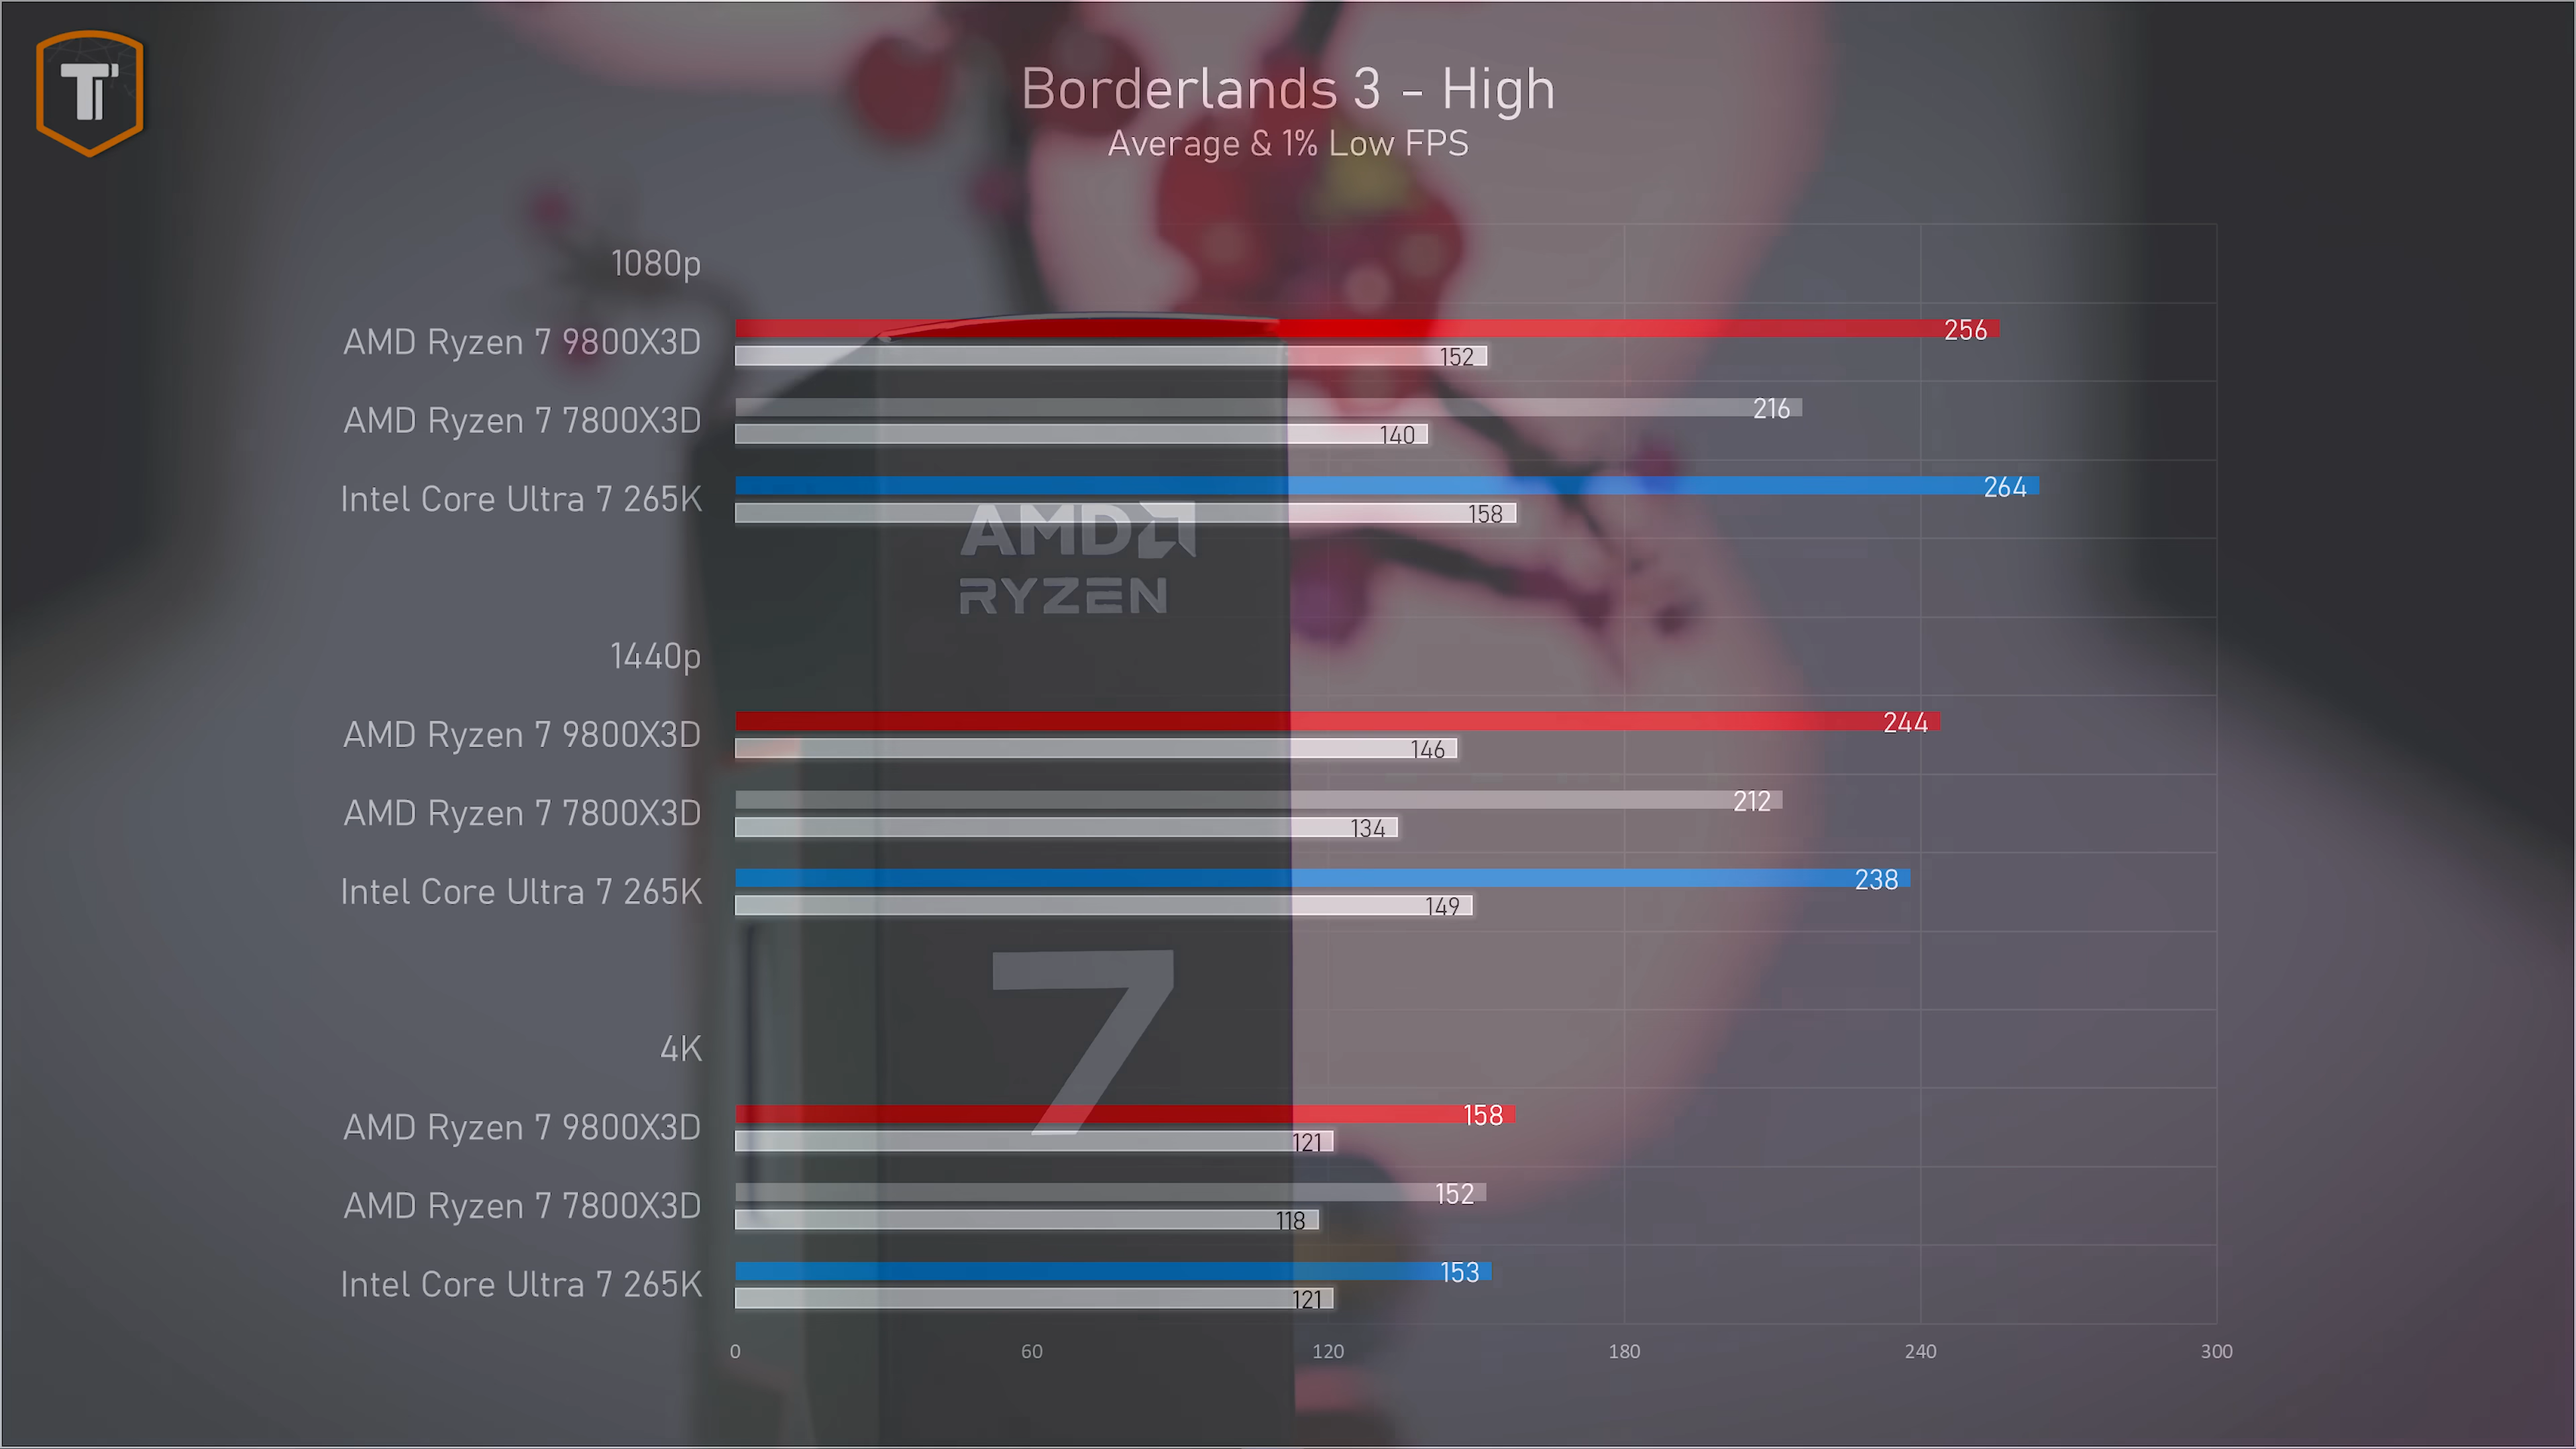 Borderlands 3 - High
Average & 1% Low FPS
1080p
AMD Ryzen 7 9800X3D
256
152
AMD Ryzen 7 7800X3D
216
140
Intel Core Ultra 7 265K
264
158
AMD
RYZEN
1440p
AMD Ryzen 7 9800X3D
244
146
AMD Ryzen 7 7800X3D
212
134
Intel Core Ultra 7 265K
238
149
7
4K
AMD Ryzen 7 9800X3D
158
121
AMD Ryzen 7 7800X3D
152
118
Intel Core Ultra 7 265K
153
121
0 60 120 180 240 300